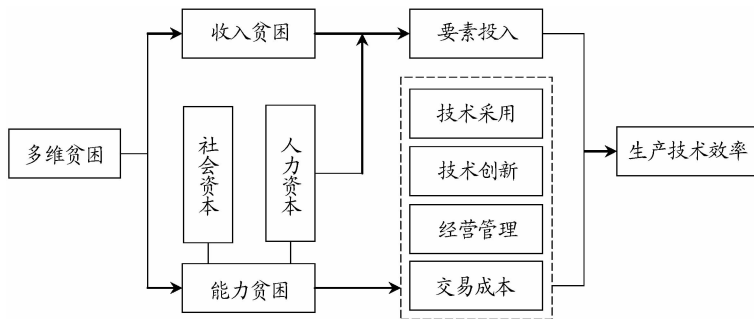 收入贫困
要素投入
技术采用
社会资本
人力资本
多维贫困
生产技术效率
技术创新
经营管理
能力贫困
交易成本